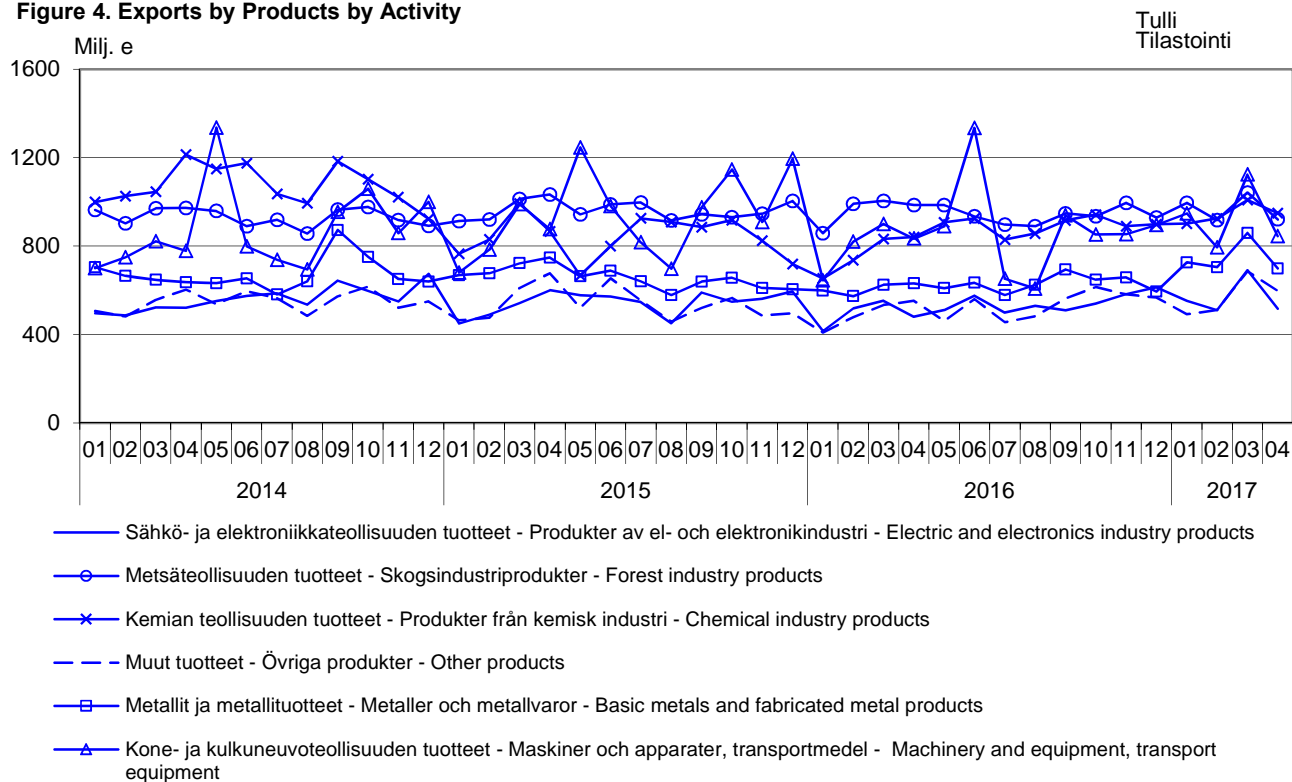 Figure 4. Exports by Products by Activity
Tulli
Tilastointi
Milj. e
1600
1200
800
400
0
01 02 03 04 05 06 07 08 09 10 11 12 01 02 03 04 05 06 07 08 09 10 11 12 01 02 03 04 05 06 07 08 09 10 11 12 01 02 03 04
2014 2015 2016 2017
Sähkö- ja elektroniikkateollisuuden tuotteet - Produkter av el- och elektronikindustri - Electric and electronics industry products
Metsäteollisuuden tuotteet - Skogsindustriprodukter - Forest industry products
Kemian teollisuuden tuotteet - Produkter från kemisk industri - Chemical industry products
Muut tuotteet - Övriga produkter - Other products
Metallit ja metallituotteet - Metaller och metallvaror - Basic metals and fabricated metal products
Kone- ja kulkuneuvoteollisuuden tuotteet - Maskiner och apparater, transportmedel - Machinery and equipment, transport
equipment